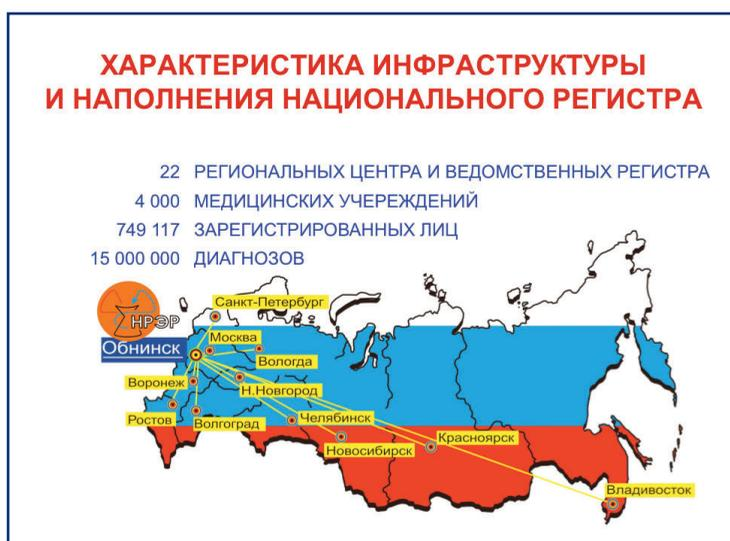 ХАРАКТЕРИСТИКА ИНФРАСТРУКТУРЫ
И НАПОЛНЕНИЯ НАЦИОНАЛЬНОГО РЕГИСТРА
22 РЕГИОНАЛЬНЫХ ЦЕНТРА И ВЕДОМСТВЕННЫХ РЕГИСТРА
4 000 МЕДИЦИНСКИХ УЧЕРЕЖДЕНИЙ
749 117 ЗАРЕГИСТРИРОВАННЫХ ЛИЦ
15 000 000 ДИАГНОЗОВ
Санкт-Петербург
НРЭР
Москва
Обнинск
Вологда
Воронеж
Н.Новгород
Ростов
Волгоград
Челябинск
Новосибирск
Красноярск
Владивосток